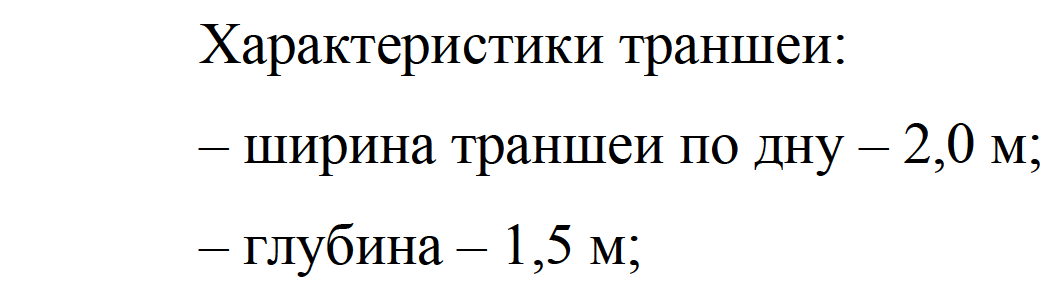 Характеристики траншеи:
– ширина траншеи по дну – 2,0 м;
– глубина – 1,5 м;